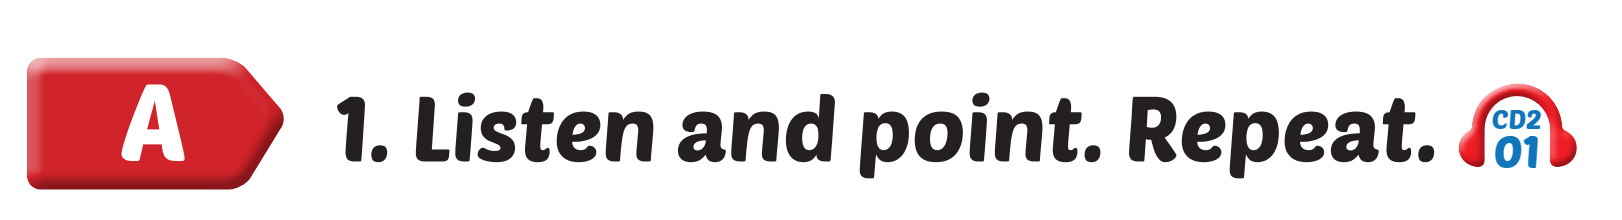 A 1. Listen and point. Repeat. CD2 01